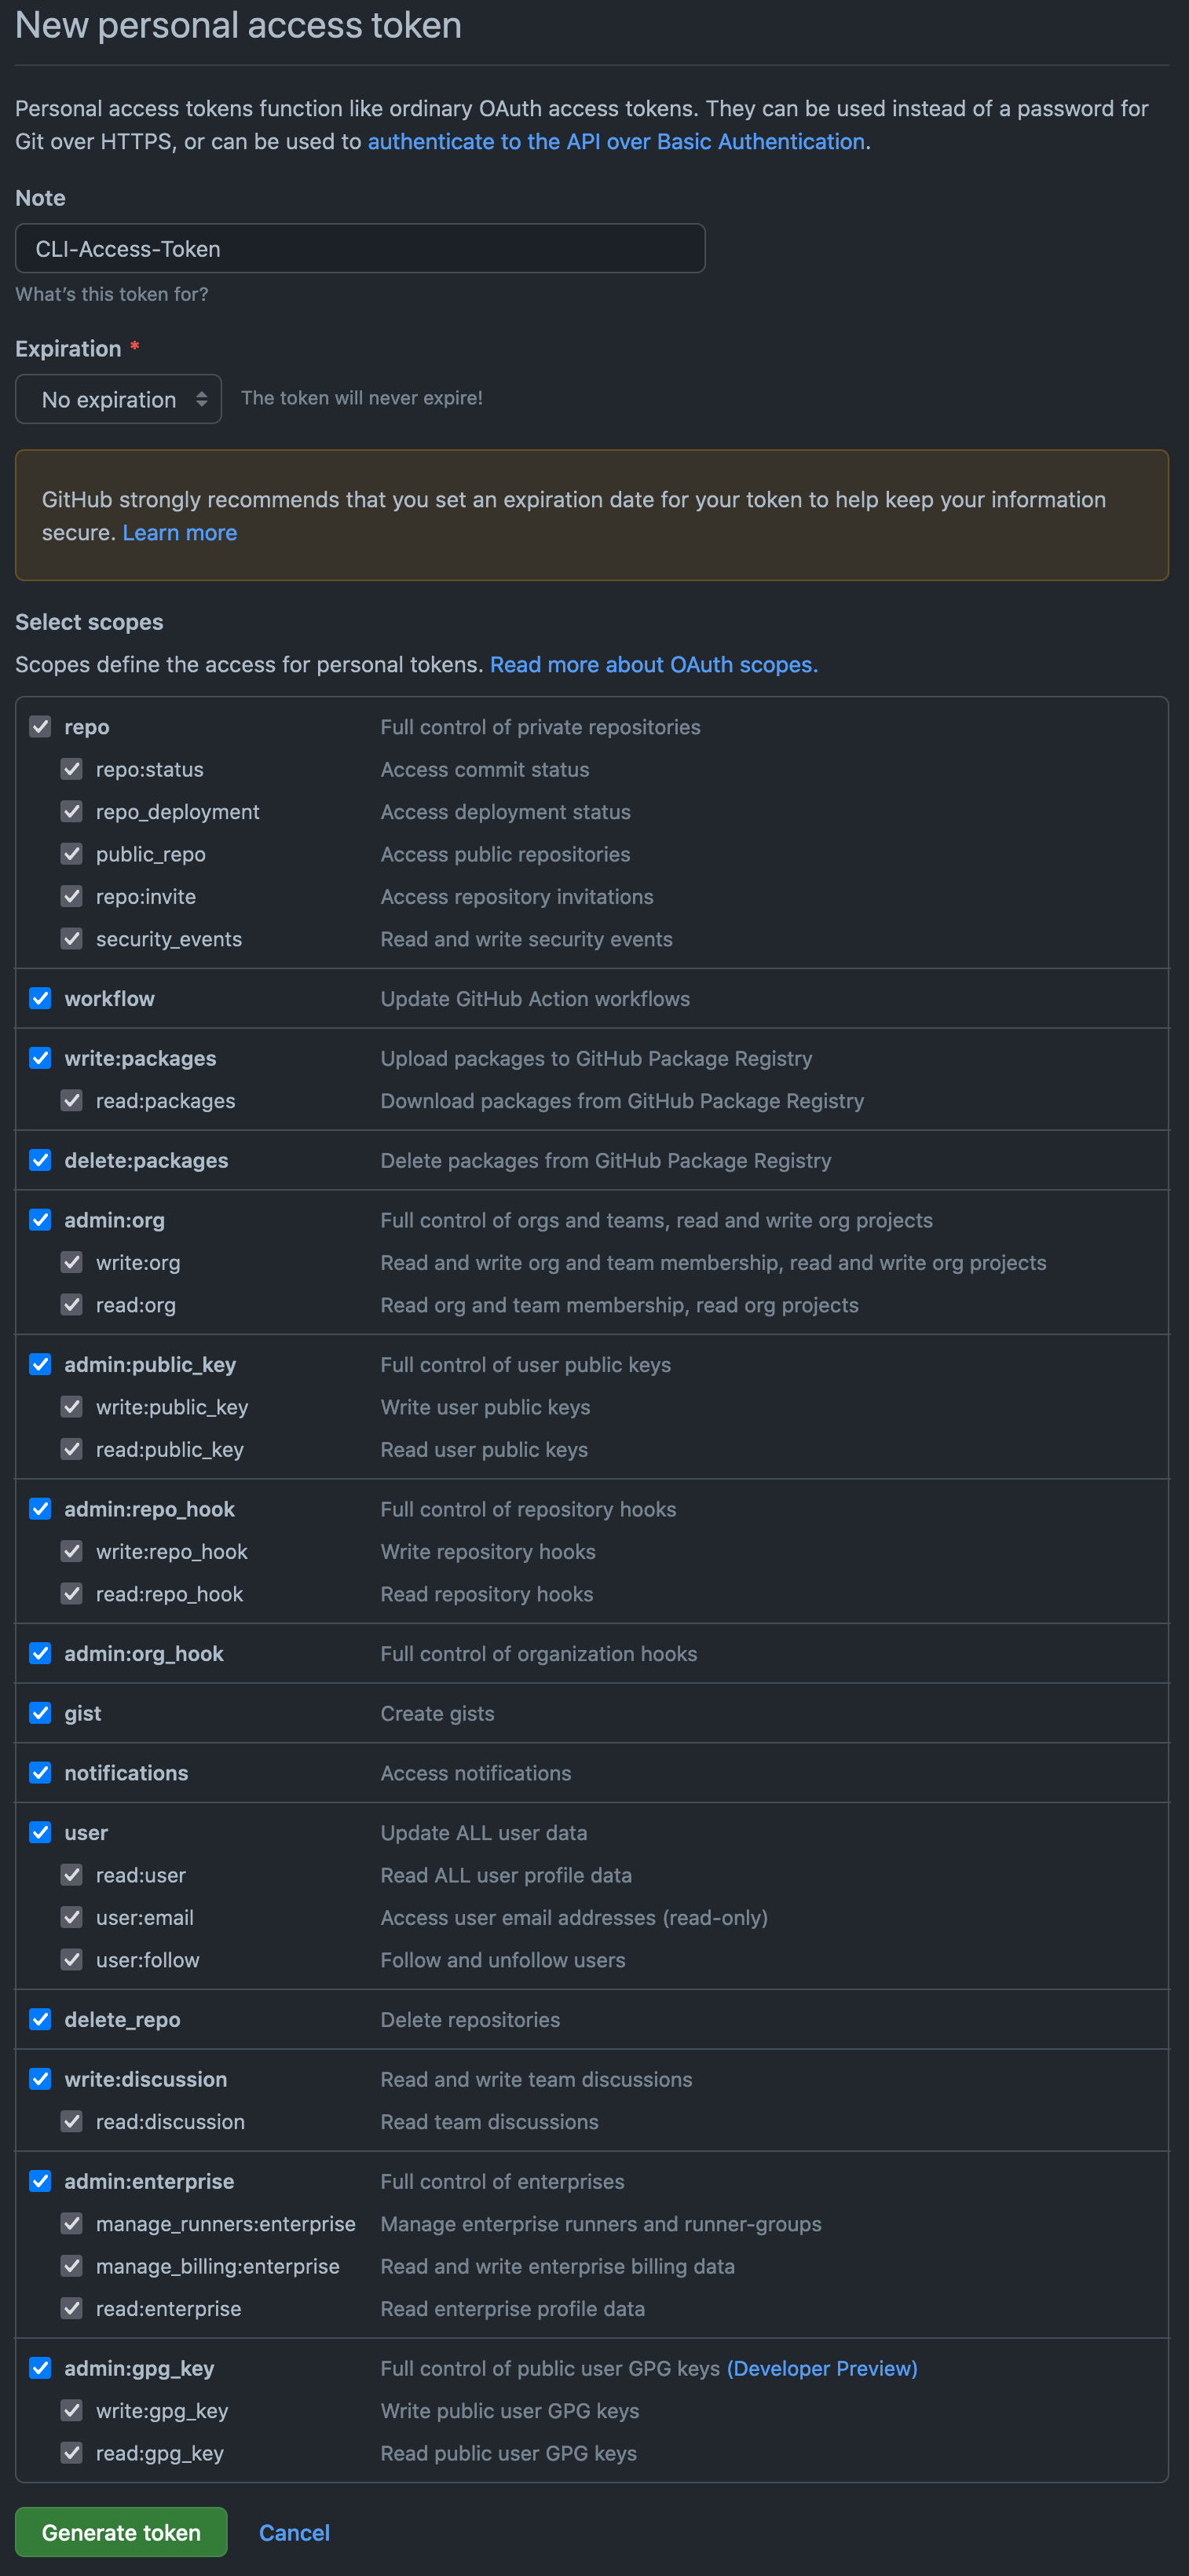 New personal access token
Personal access tokens function like ordinary OAuth access tokens. They can be used instead of a password for
Git over HTTPS, or can be used to authenticate to the API over Basic Authentication.
Note
CLI-Access-Token
What's this token for?
Expiration *
No expiration The token will never expire!
GitHub strongly recommends that you set an expiration date for your token to help keep your information
secure. Learn more
Select scopes
Scopes define the access for personal tokens. Read more about OAuth scopes.
repo Full control of private repositories
repo:status Access commit status
repo_deployment Access deployment status
public_repo Access public repositories
repo:invite Access repository invitations
security_events Read and write security events
workflow Update GitHub Action workflows
write:packages Upload packages to GitHub Package Registry
read:packages Download packages from GitHub Package Registry
delete:packages Delete packages from GitHub Package Registry
admin:org Full control of orgs and teams, read and write org projects
write:org Read and write org and team membership, read and write org projects
read:org Read org and team membership, read org projects
admin:public_key Full control of user public keys
write:public_key Write user public keys
read:public_key Read user public keys
admin:repo_hook Full control of repository hooks
write:repo_hook Write repository hooks
read:repo_hook Read repository hooks
admin:org_hook Full control of organization hooks
gist Create gists
notifications Access notifications
user Update ALL user data
read:user Read ALL user profile data
user:email Access user email addresses (read-only)
user:follow Follow and unfollow users
delete_repo Delete repositories
write:discussion Read and write team discussions
read:discussion Read team discussions
admin:enterprise Full control of enterprises
manage_runners:enterprise Manage enterprise runners and runner-groups
manage_billing:enterprise Read and write enterprise billing data
read:enterprise Read enterprise profile data
admin:gpg_key Full control of public user GPG keys (Developer Preview)
write:gpg_key Write public user GPG keys
read:gpg_key Read public user GPG keys
Generate token Cancel